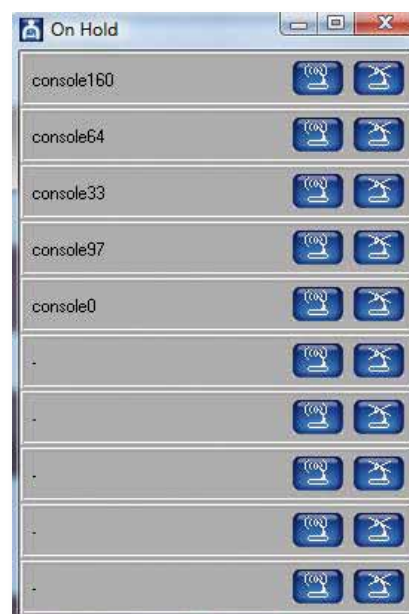 On Hold
console160
console64
console33
console97
console0
-
-
-
-
-